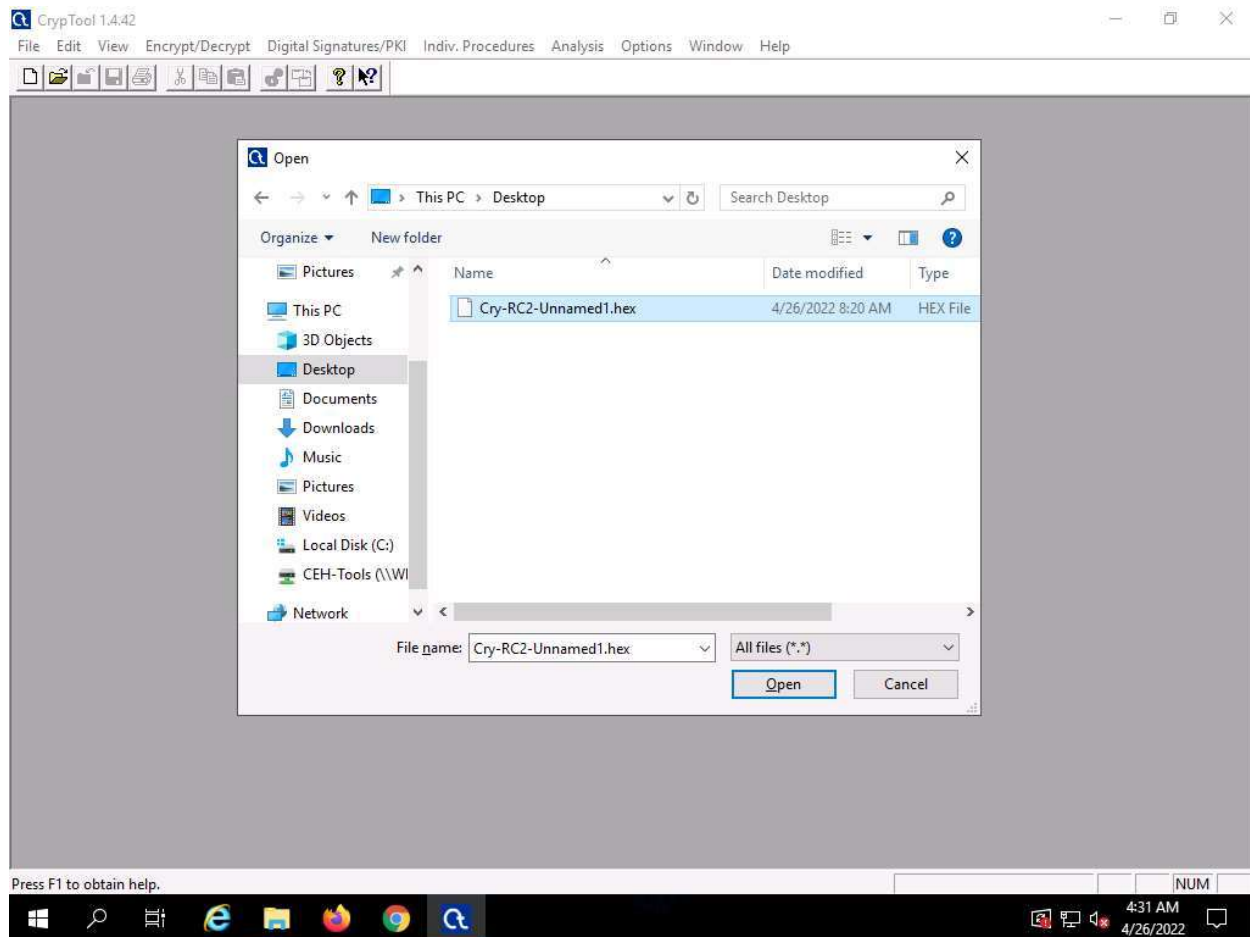 CrypTool 1.4.42
File Edit View Encrypt/Decrypt Digital Signatures/PKI Indiv. Procedures Analysis Options Window Help
Open
This PC > Desktop
Search Desktop
Organize New folder
Name Date modified Type
Cry-RC2-Unnamed1.hex 4/26/2022 8:20 AM HEX File
Pictures
This PC
3D Objects
Desktop
Documents
Downloads
Music
Pictures
Videos
Local Disk (C:)
CEH-Tools (\\WI
Network
File name: Cry-RC2-Unnamed1.hex All files (*.*)
Open Cancel
Press F1 to obtain help. NUM
4:31 AM
4/26/2022